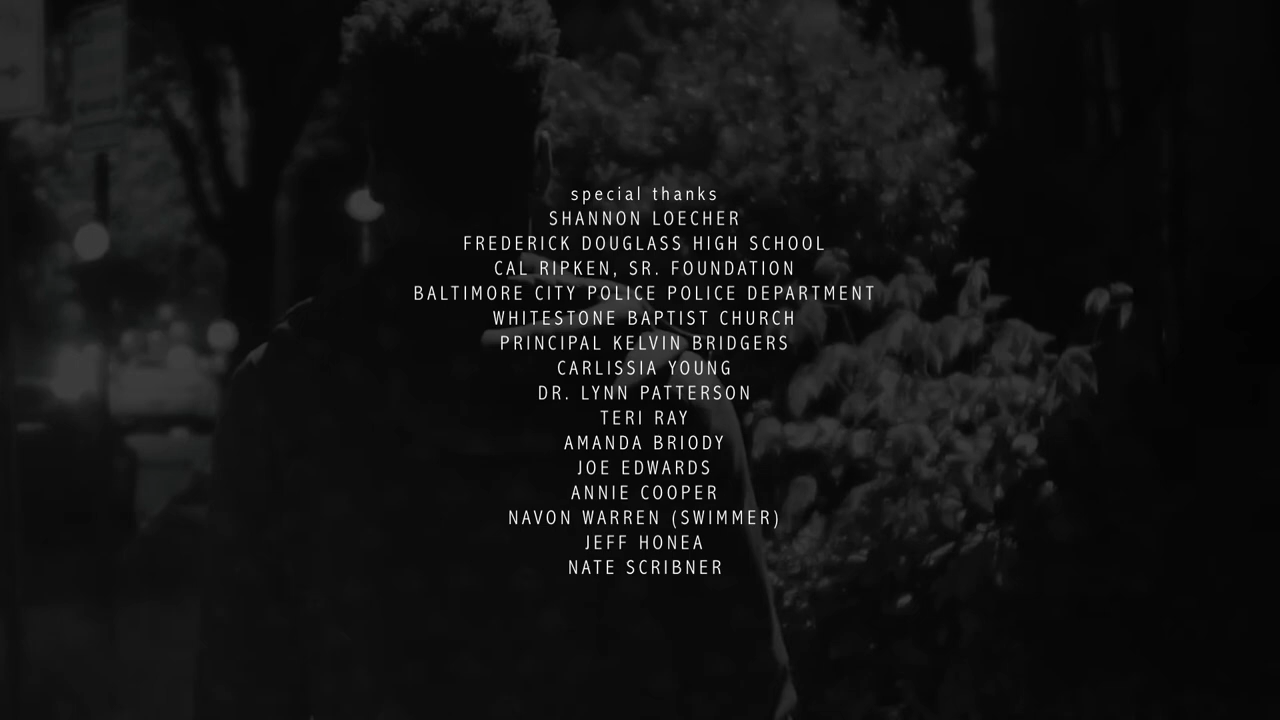 special thanks
SHANNON LOECHER
FREDERICK DOUGLASS HIGH SCHOOL
CAL RIPKEN, SR. FOUNDATION
BALTIMORE CITY POLICE POLICE DEPARTMENT
WHITESTONE BAPTIST CHURCH
PRINCIPAL KELVIN BRIDGERS
CARLISSIA YOUNG
DR. LYNN PATTERSON
TERI RAY
AMANDA BRIODY
JOE EDWARDS
ANNIE COOPER
NAVON WARREN (SWIMMER)
JEFF HONEA
NATE SCRIBNER